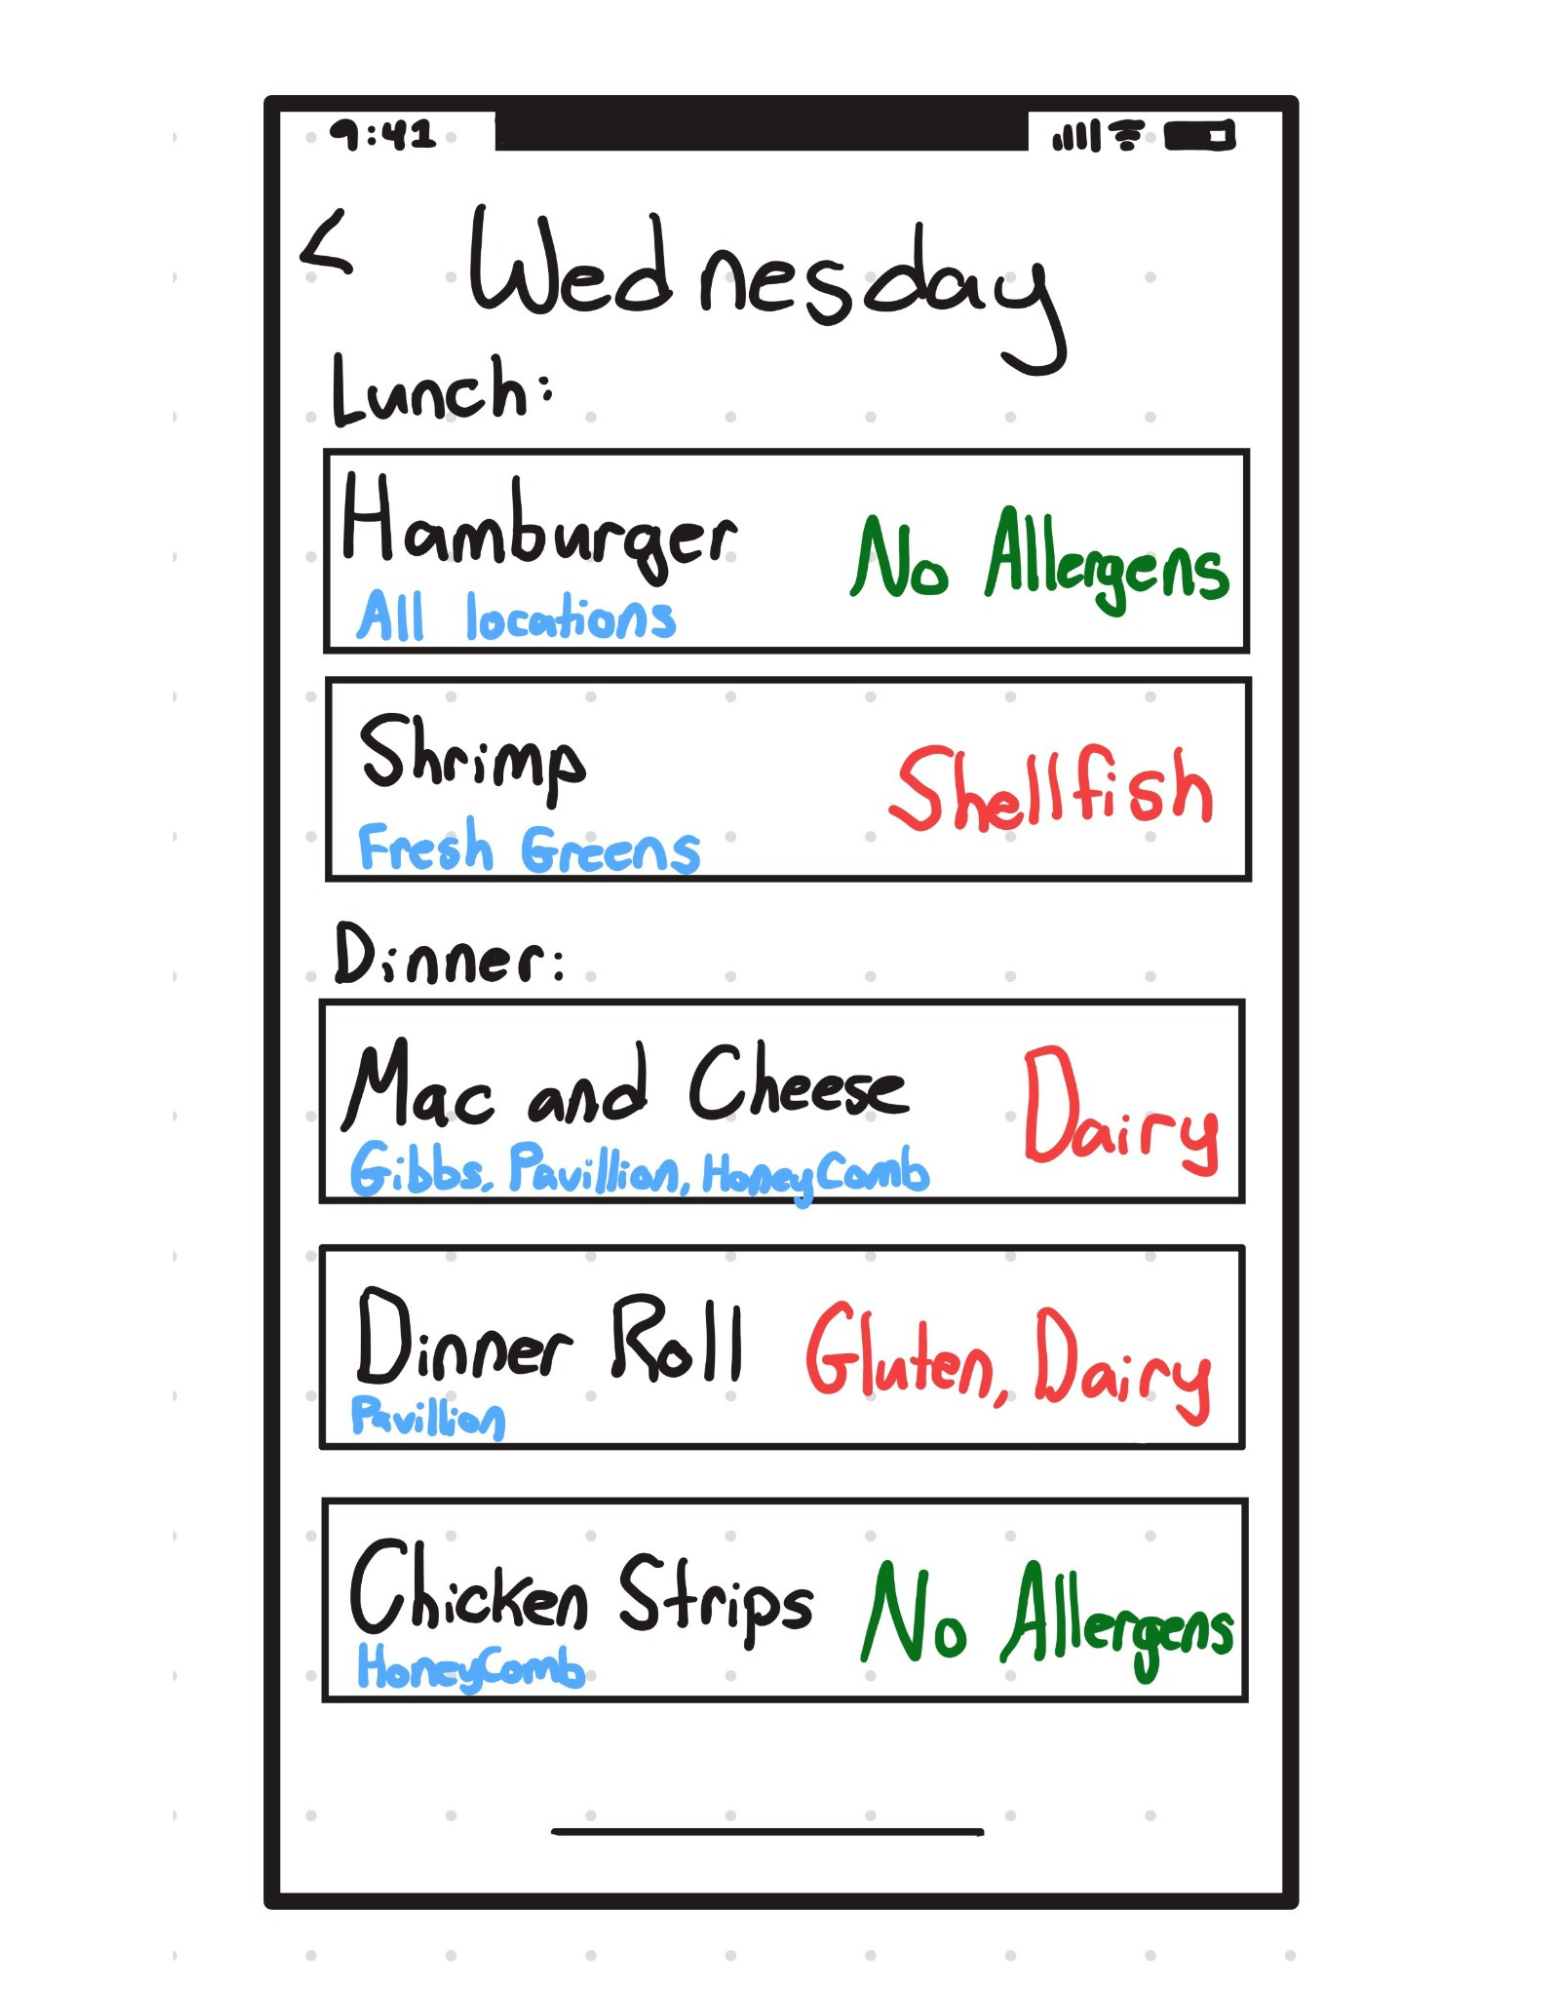 9:41
< Wednesday
Lunch:
Hamburger No Allergens
All locations
Shrimp Shellfish
Fresh Greens
Dinner:
Mac and Cheese Dairy
Gibbs, Pavillion, HoneyComb
Dinner Roll Gluten, Dairy
Pavillion
Chicken Strips No Allergens
HoneyComb